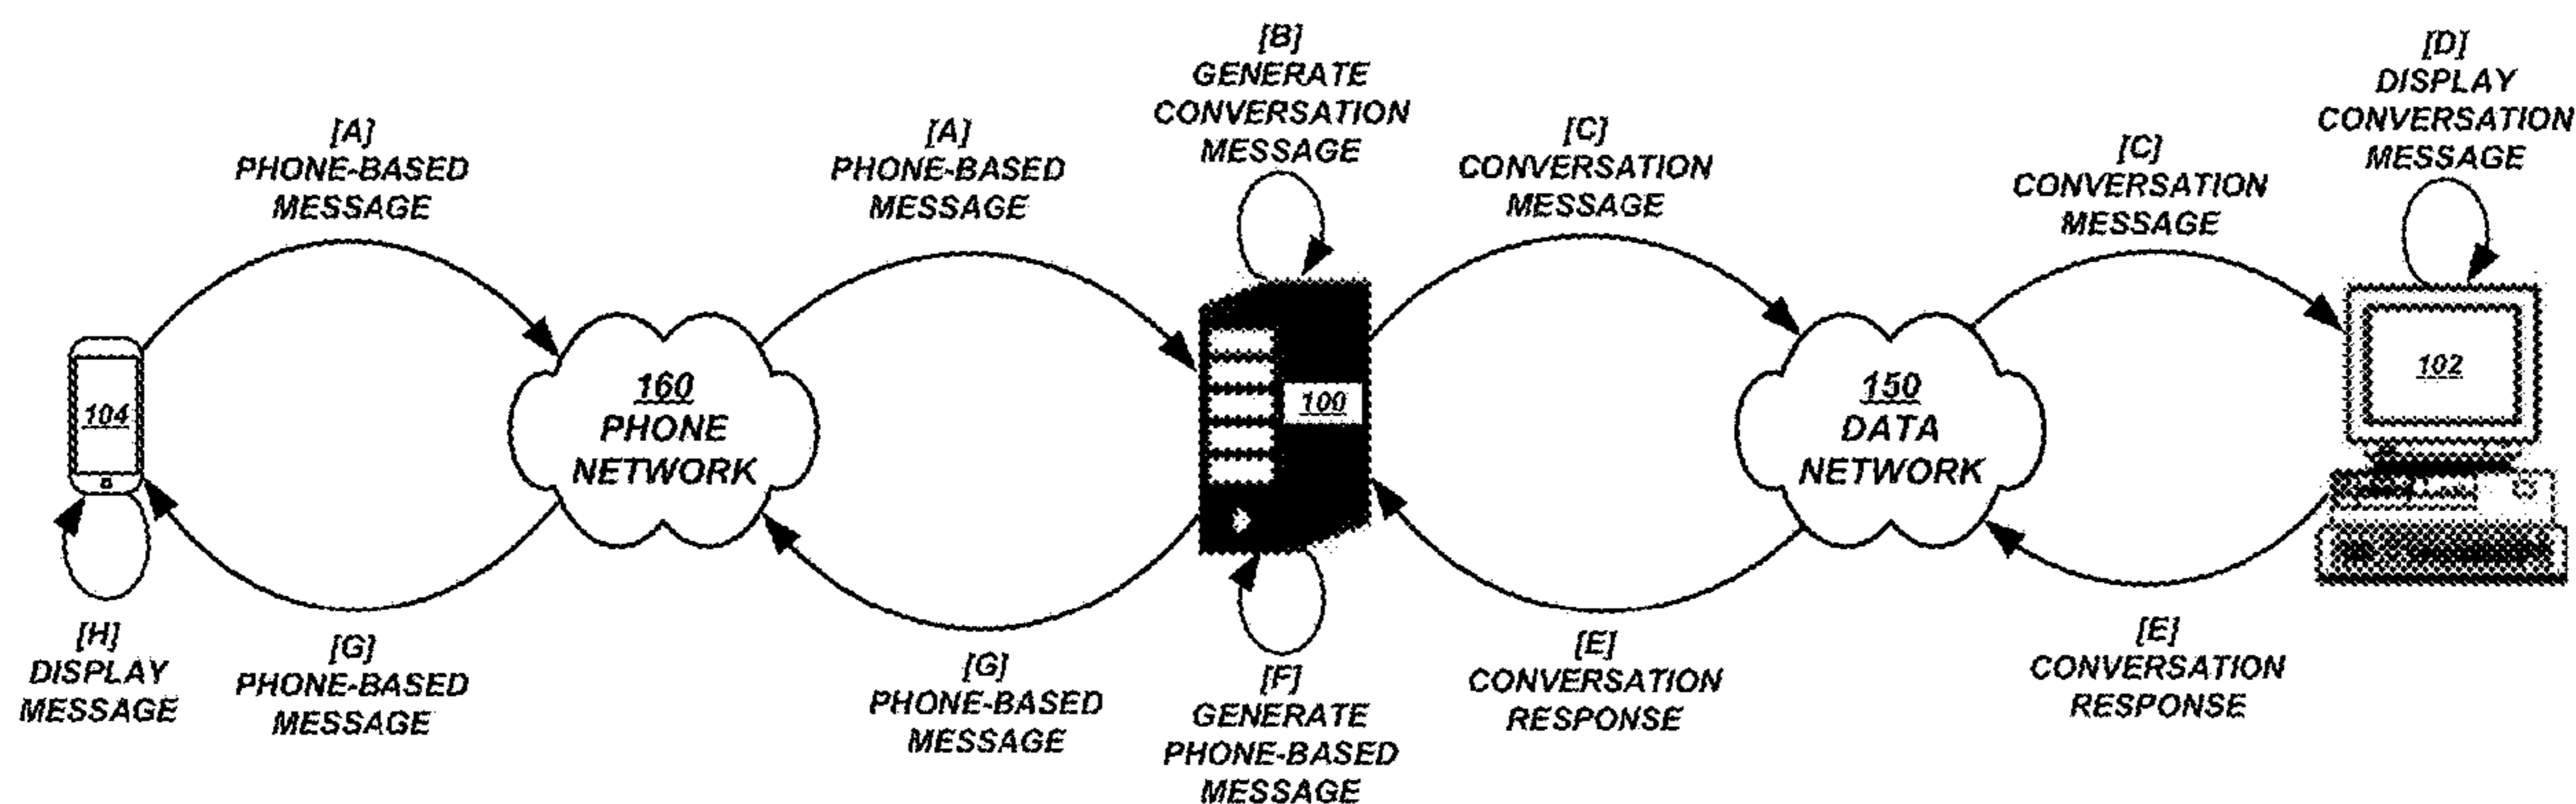 [A]
PHONE-BASED
MESSAGE
[A]
PHONE-BASED
MESSAGE
[B]
GENERATE
CONVERSATION
MESSAGE
[C]
CONVERSATION
MESSAGE
[C]
CONVERSATION
MESSAGE
[D]
DISPLAY
CONVERSATION
MESSAGE
104
160
PHONE
NETWORK
100
150
DATA
NETWORK
102
[H]
DISPLAY
MESSAGE
[G]
PHONE-BASED
MESSAGE
[G]
PHONE-BASED
MESSAGE
[F]
GENERATE
PHONE-BASED
MESSAGE
[E]
CONVERSATION
RESPONSE
[E]
CONVERSATION
RESPONSE